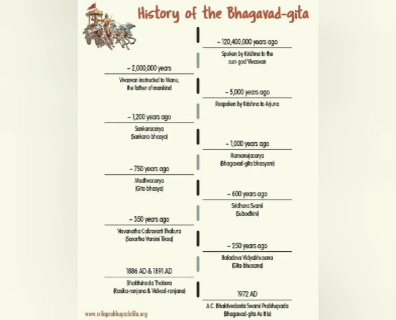 History of the Bhagavad-gita
~ 120,400,000 years ago
Spoken by Krishna to the
sun god Vivasvan
~ 2,000,000 years
Vivasvan instructed to Manu,
the father of mankind
~ 5,000 years ago
Respoken by Krishna to Arjuna
~ 1,200 years ago
Sankaracarya
(Sankara-bhasya)
~ 1,000 years ago
Ramanujacarya
(Bhagavad-gita bhasyam)
~ 750 years ago
Madhvacarya
(Gita-bhasya)
~ 600 years ago
Sridhara Svami
(Subodhini)
~ 350 years ago
Visvanatha Cakravarti Thakura
(Sarartha Varsini Tikaa)
~ 250 years ago
Baladeva Vidyabhusana
(Gita-bhusana)
1886 AD & 1891 AD
Bhaktivinoda Thakura
(Rasika-ranjana & Vidvad-ranjana)
1972 AD
A.C. Bhaktivedanta Swami Prabhupada
(Bhagavad-gita As It Is)